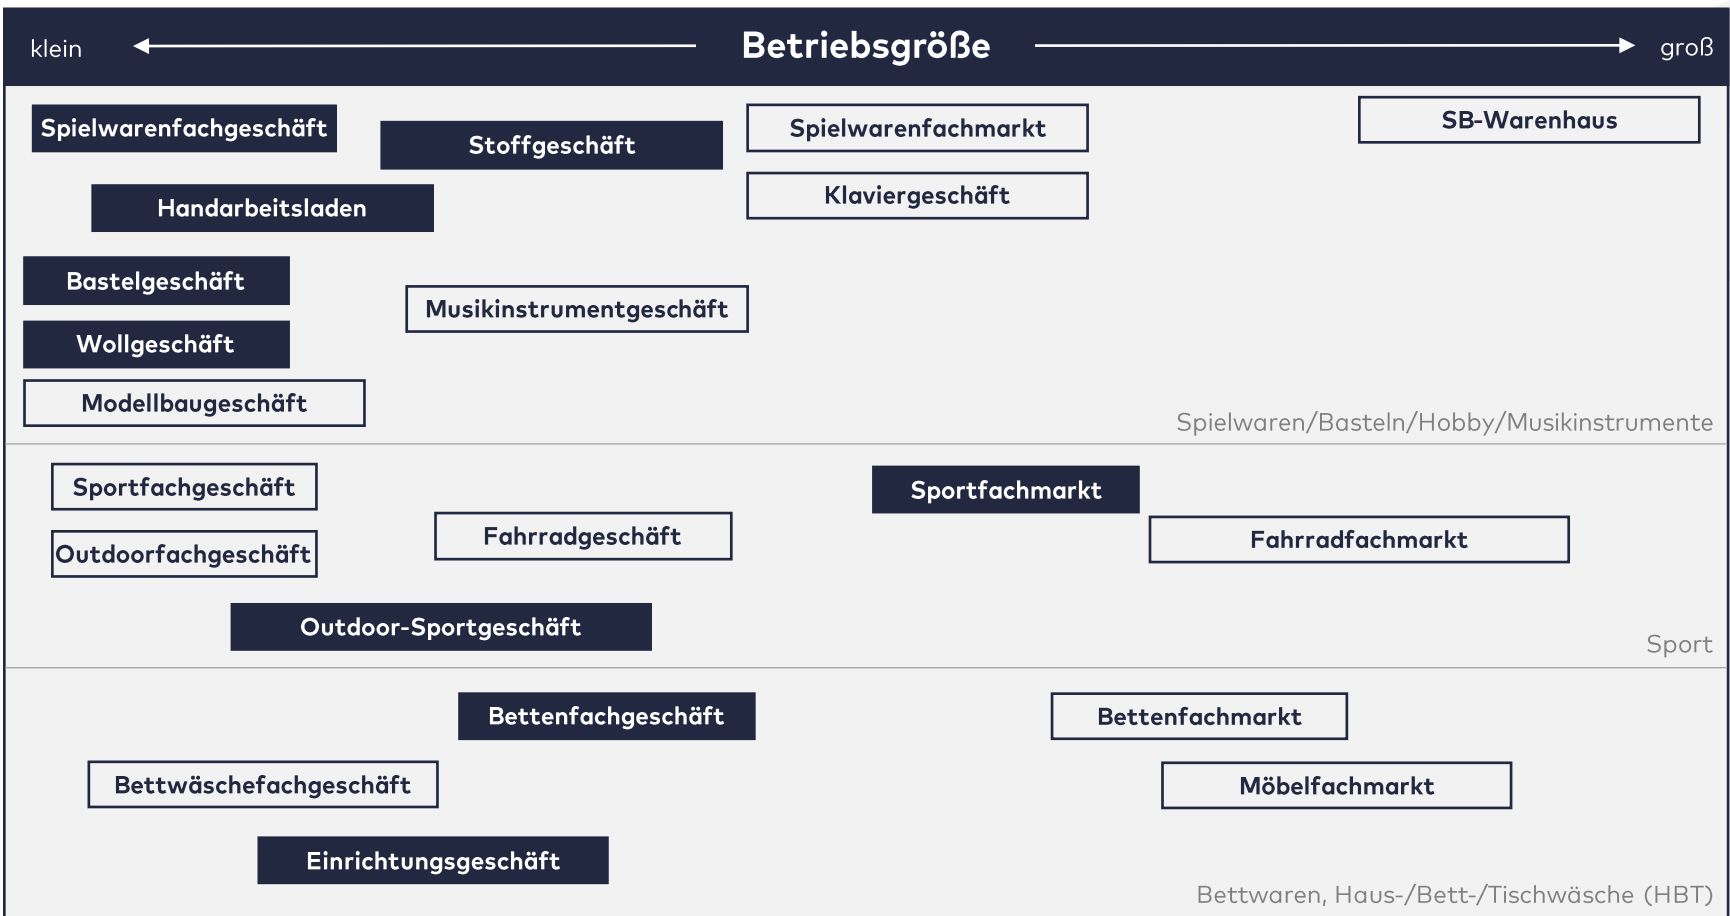 klein
Betriebsgröße
groß
Spielwarenfachgeschäft
Stoffgeschäft
Spielwarenfachmarkt
SB-Warenhaus
Handarbeitsladen
Klaviergeschäft
Bastelgeschäft
Musikinstrumentgeschäft
Wollgeschäft
Modellbaugeschäft
Spielwaren/Basteln/Hobby/Musikinstrumente
Sportfachgeschäft
Sportfachmarkt
Fahrradgeschäft
Fahrradfachmarkt
Outdoorfachgeschäft
Outdoor-Sportgeschäft
Sport
Bettenfachgeschäft
Bettenfachmarkt
Bettwäschefachgeschäft
Möbelfachmarkt
Einrichtungsgeschäft
Bettwaren, Haus-/Bett-/Tischwäsche (HBT)